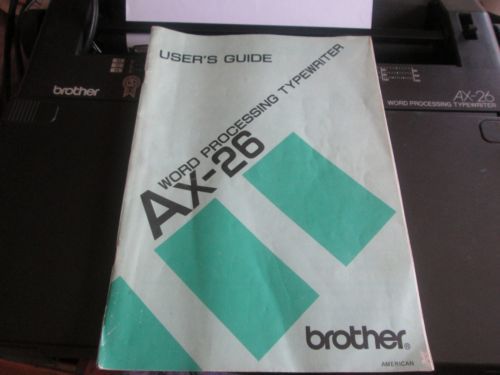 USER'S GUIDE
WORD PROCESSING TYPEWRITER
AX-26
brother®
AMERICAN
brother
AX-26
WORD PROCESSING TYPEWRITER